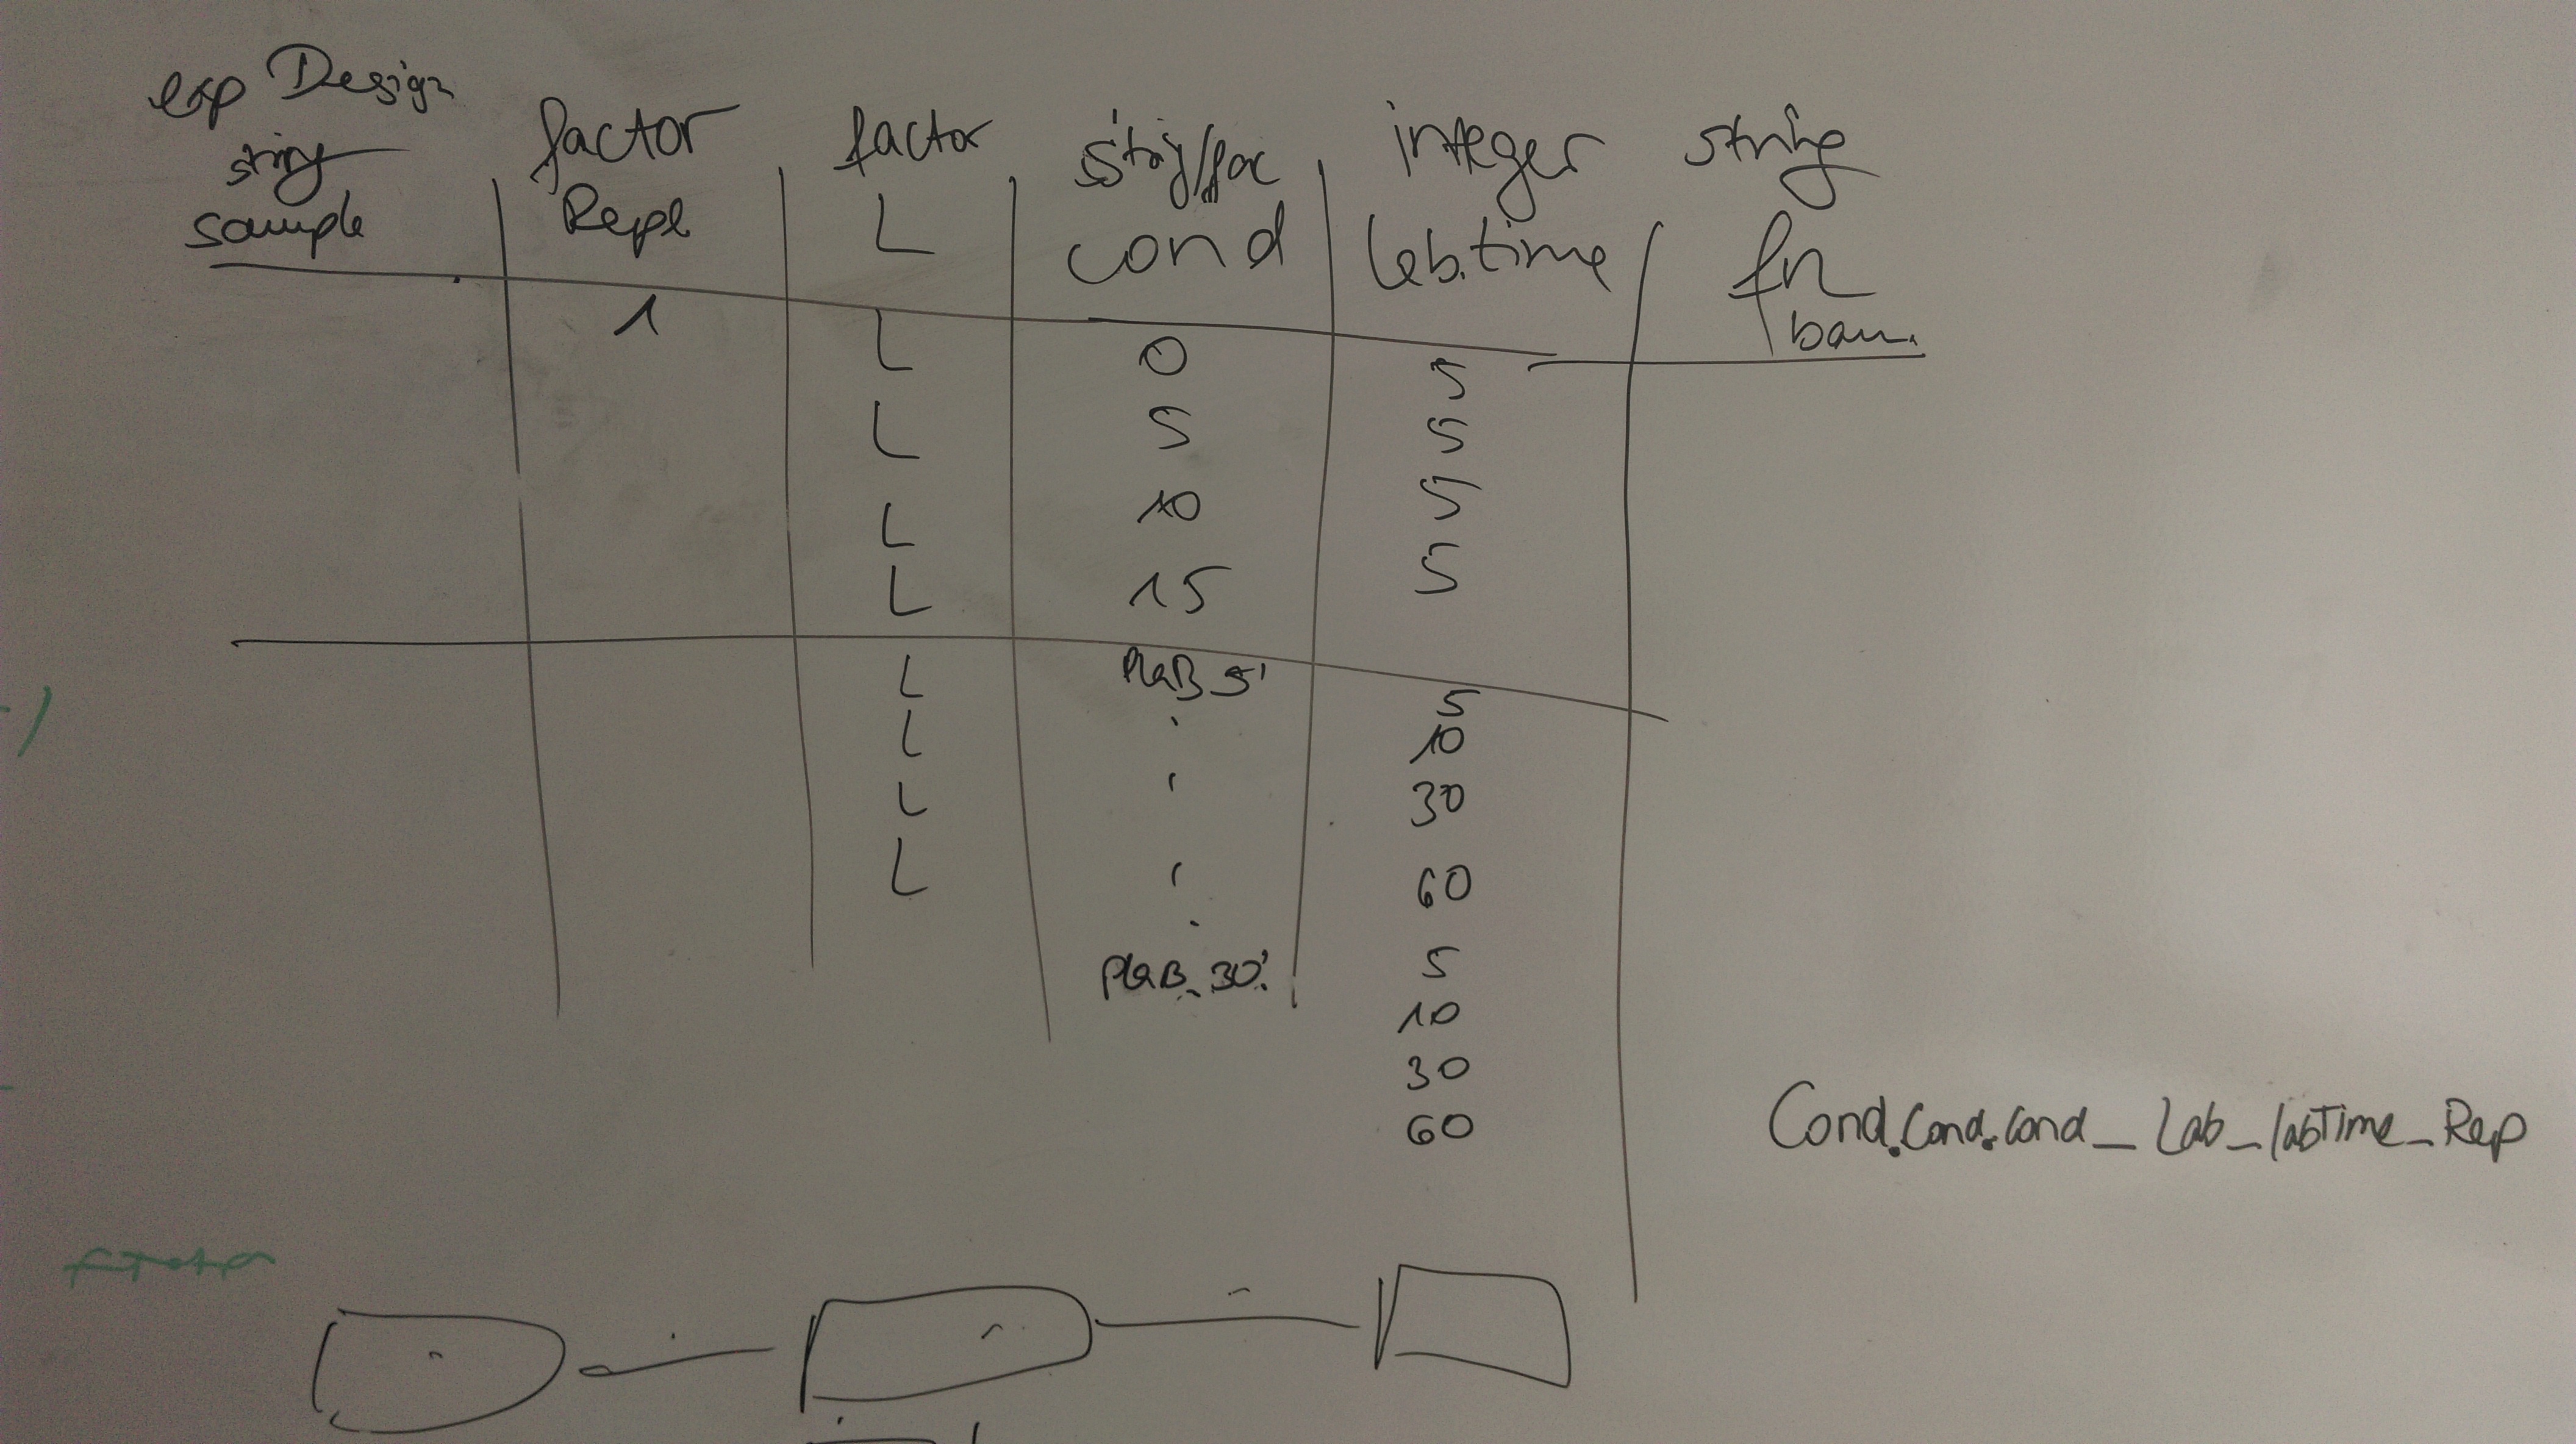 exp Design
string factor factor string/fac integer string
sample Repl L cond lab.time fn
bam.
1 L 0 5
L 5 5
L 10 5
L 15 5
L PlaB 5' 5
L ' 10
L ' 30
L ' 60
PlaB_30' 5
10
30
60
Cond.Cond.Cond_Lab_labTime_Rep